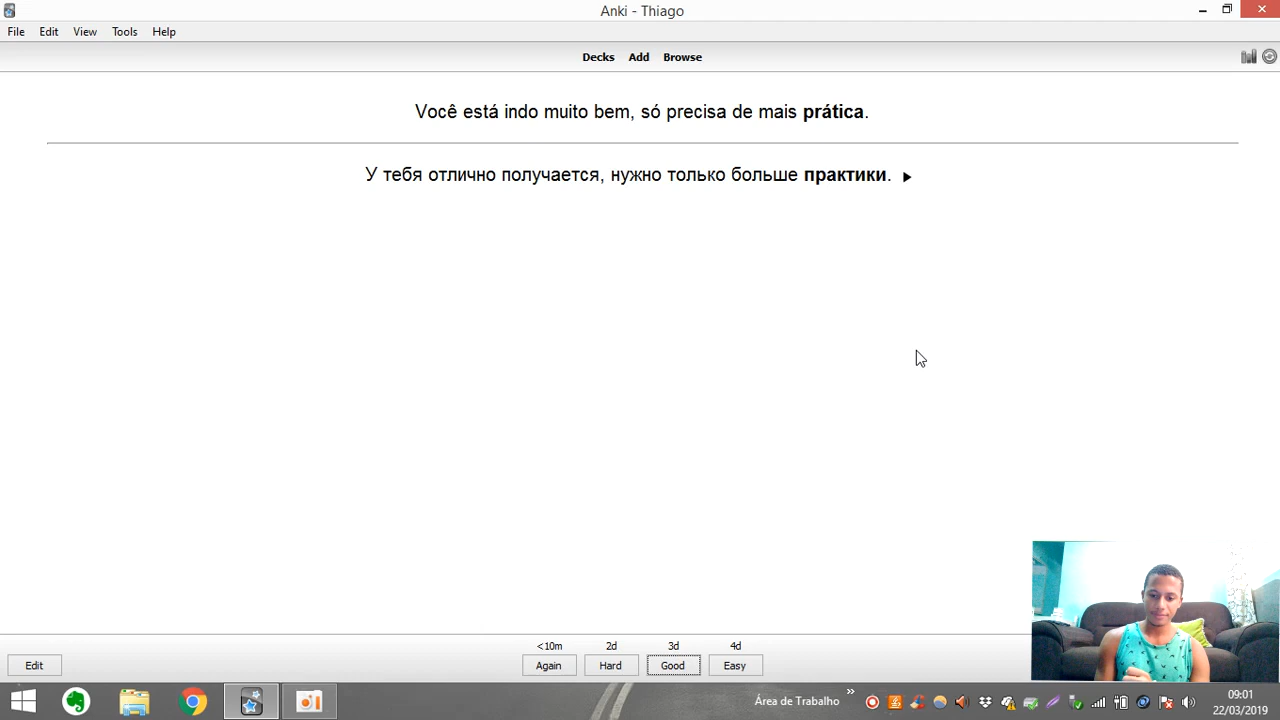 Anki - Thiago
File Edit View Tools Help
Decks Add Browse
Você está indo muito bem, só precisa de mais prática.
У тебя отлично получается, нужно только больше практики.
<10m 2d 3d 4d
Edit Again Hard Good Easy
Área de Trabalho » 09:01
22/03/2019